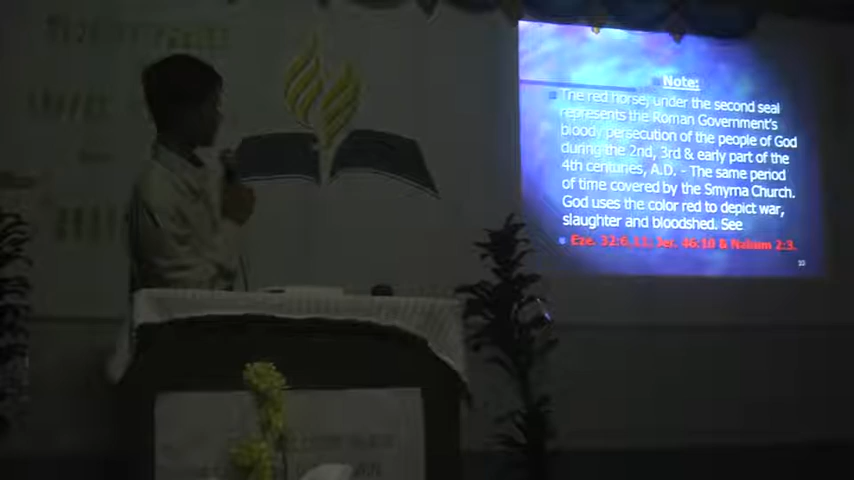 Note:
The red horse, under the second seal
represents the Roman Government's
bloody persecution of the people of God
during the 2nd, 3rd & early part of the
4th centuries, A.D. - The same period
of time covered by the Smyrna Church.
God uses the color red to depict war,
slaughter and bloodshed. See
Eze. 32:6,11, Jer. 46:10 & Nahum 2:3.
10